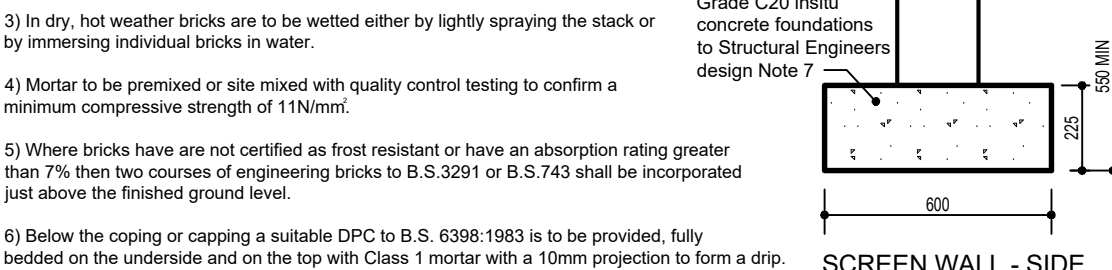 3) In dry, hot weather bricks are to be wetted either by lightly spraying the stack or
by immersing individual bricks in water.
4) Mortar to be premixed or site mixed with quality control testing to confirm a
minimum compressive strength of 11N/mm².
5) Where bricks have are not certified as frost resistant or have an absorption rating greater
than 7% then two courses of engineering bricks to B.S.3291 or B.S.743 shall be incorporated
just above the finished ground level.
6) Below the coping or capping a suitable DPC to B.S. 6398:1983 is to be provided, fully
bedded on the underside and on the top with Class 1 mortar with a 10mm projection to form a drip.
Grade C20 insitu
concrete foundations
to Structural Engineers
design Note 7
550 MIN
225
600
SCREEN WALL - SIDE